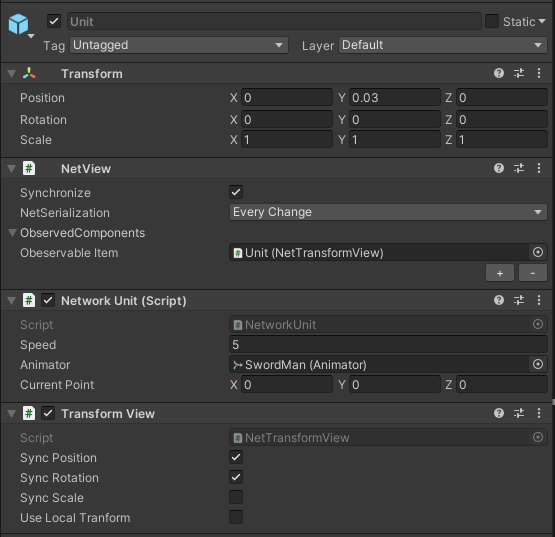 Unit Static
Tag Untagged Layer Default
Transform
Position X 0 Y 0.03 Z 0
Rotation X 0 Y 0 Z 0
Scale X 1 Y 1 Z 1
# NetView
Synchronize
NetSerialization Every Change
ObservedComponents
Obeservable Item # Unit (NetTransformView)
+ -
# Network Unit (Script)
Script # NetworkUnit
Speed 5
Animator SwordMan (Animator)
Current Point X 0 Y 0 Z 0
# Transform View
Script # NetTransformView
Sync Position
Sync Rotation
Sync Scale
Use Local Tranform